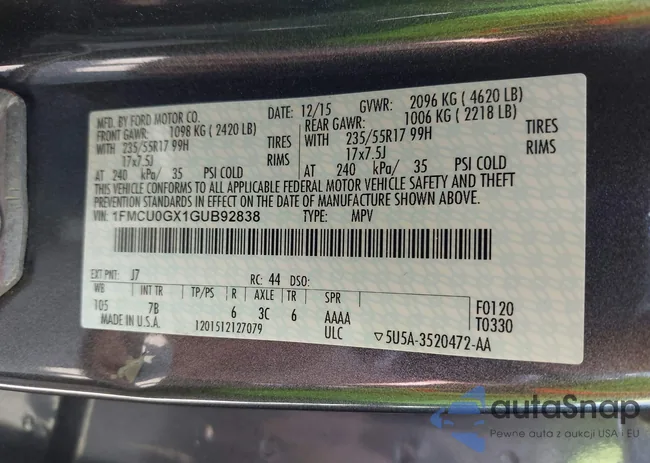 MFD. BY FORD MOTOR CO.
DATE: 12/15 GVWR: 2096 KG ( 4620 LB)
FRONT GAWR: 1098 KG ( 2420 LB) REAR GAWR: 1006 KG ( 2218 LB)
WITH 235/55R17 99H TIRES WITH 235/55R17 99H TIRES
17x7.5J RIMS 17x7.5J RIMS
AT 240 kPa/ 35 PSI COLD AT 240 kPa/ 35 PSI COLD
THIS VEHICLE CONFORMS TO ALL APPLICABLE FEDERAL MOTOR VEHICLE SAFETY AND THEFT
PREVENTION STANDARDS IN EFFECT ON THE DATE OF MANUFACTURE SHOWN ABOVE.
VIN: 1FMCU0GX1GUB92838 TYPE: MPV
EXT PNT: J7 RC: 44 DSO:
WB INT TR TP/PS R AXLE TR SPR
105 7B 6 3C 6 AAAA F0120
MADE IN U.S.A. 1201512127079 ULC T0330
▽5U5A-3520472-AA
autaSnap
Pewne auta z aukcji USA i EU